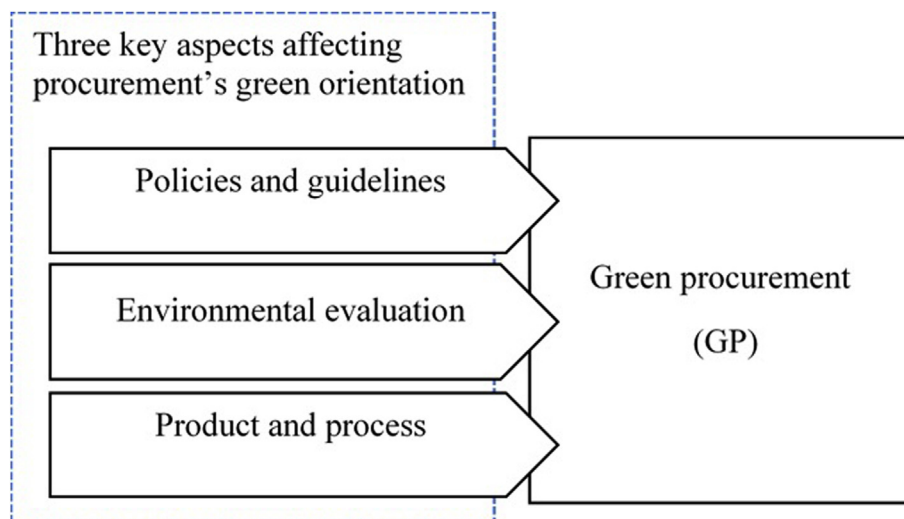 Three key aspects affecting
procurement’s green orientation
Policies and guidelines
Environmental evaluation
Product and process
Green procurement
(GP)